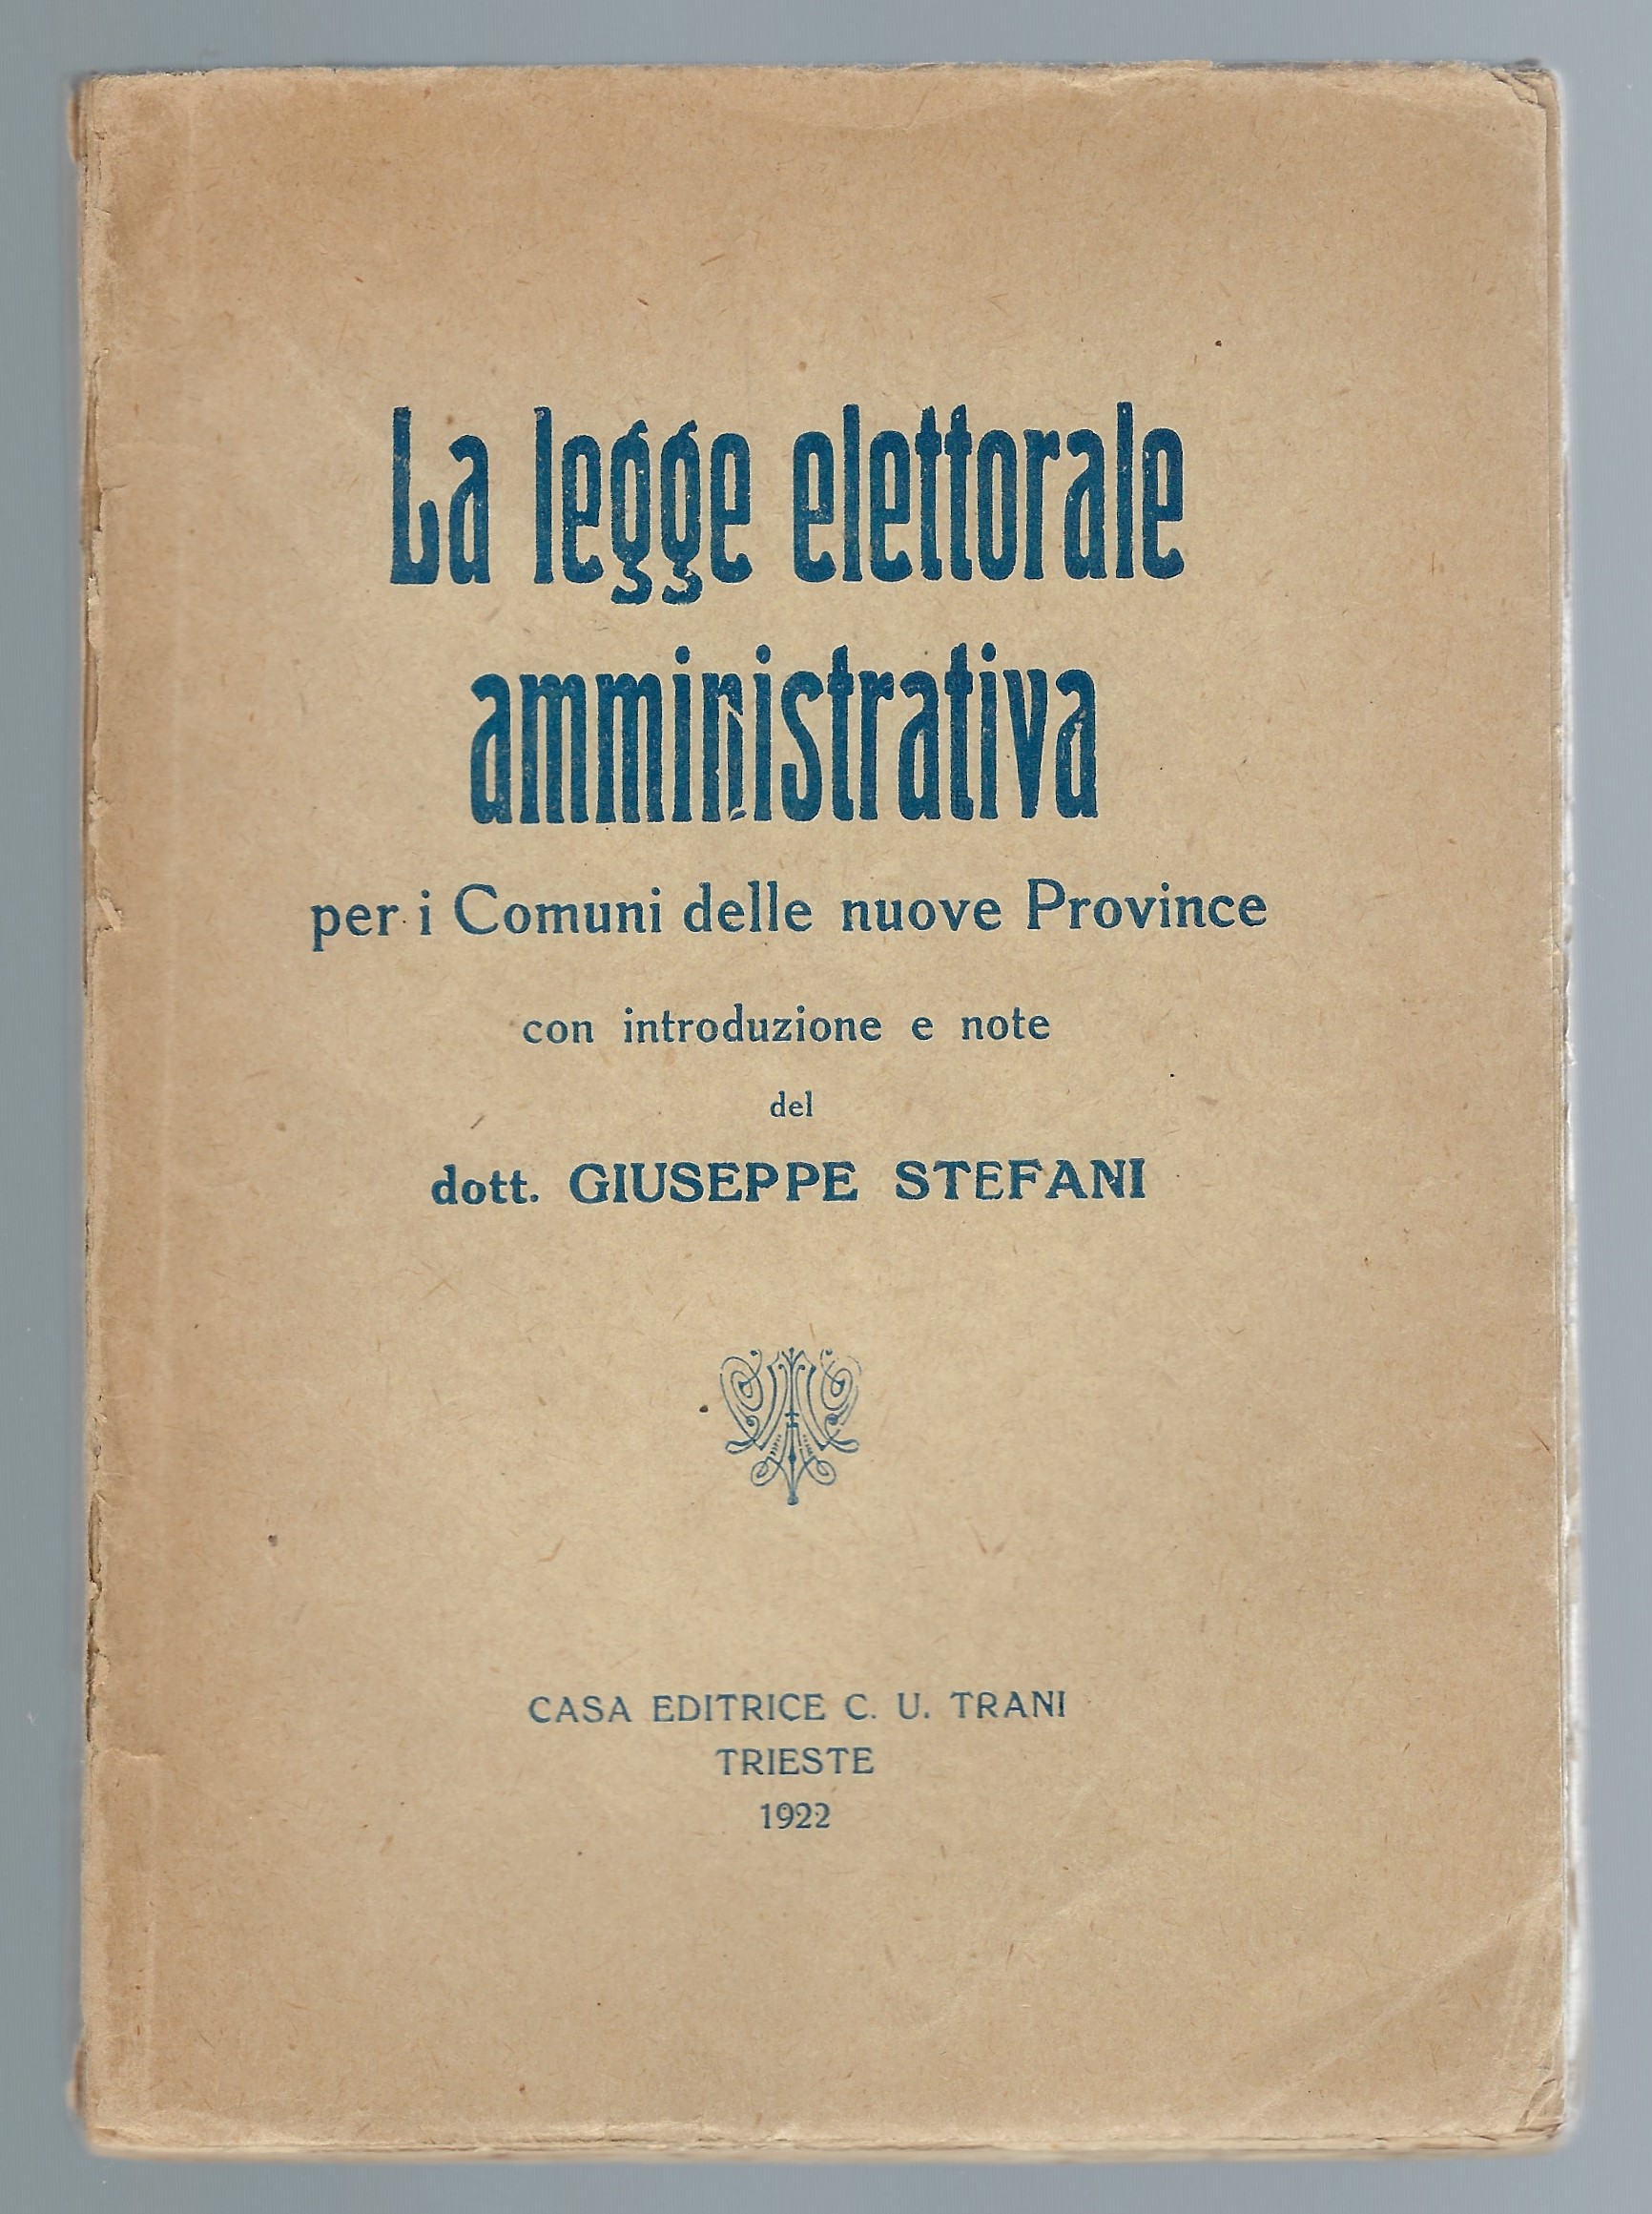 La legge elettorale
amministrativa
per i Comuni delle nuove Province
con introduzione e note
del
dott. GIUSEPPE STEFANI
CASA EDITRICE C. U. TRANI
TRIESTE
1922